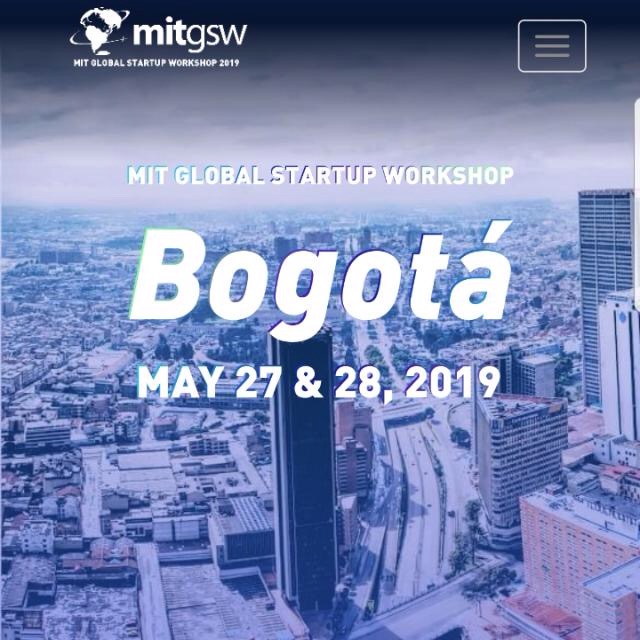 mitgsw
MIT GLOBAL STARTUP WORKSHOP 2019
MIT GLOBAL STARTUP WORKSHOP
Bogotá
MAY 27 & 28, 2019